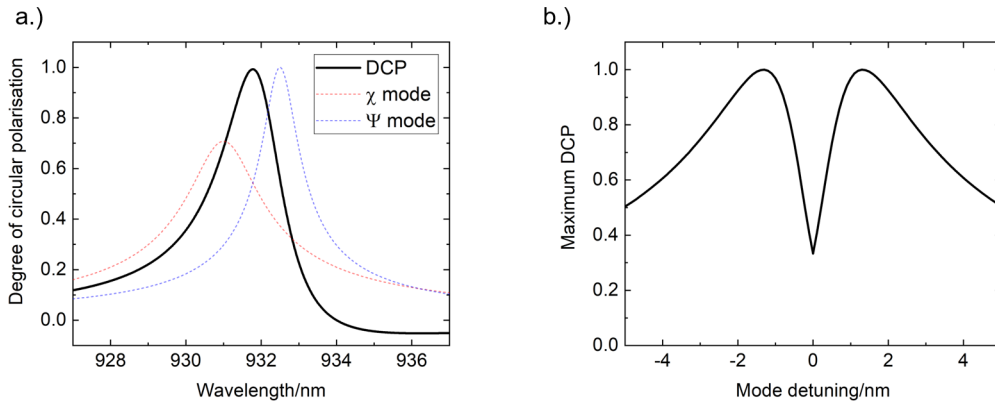 a.)
1.0
0.8
0.6
0.4
0.2
0.0
Degree of circular polarisation
DCP
χ mode
Ψ mode
928 930 932 934 936
Wavelength/nm
b.)
1.0
0.8
0.6
0.4
0.2
0.0
Maximum DCP
-4 -2 0 2 4
Mode detuning/nm